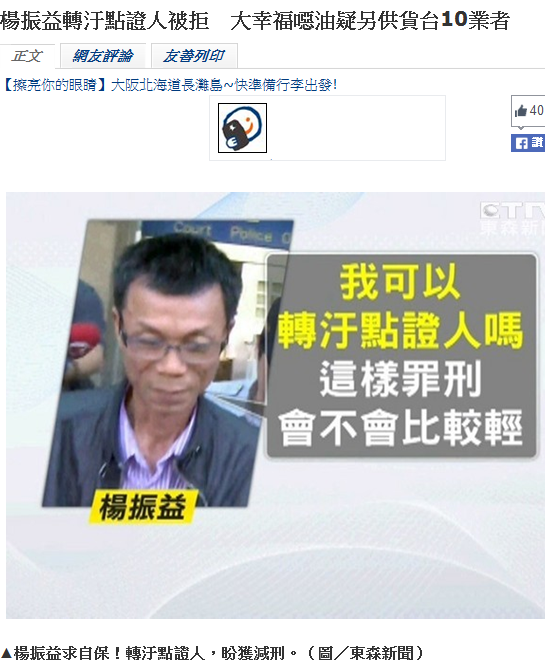 楊振益轉汙點證人被拒　大幸福噁油疑另供貨台10業者
正文 網友評論 友善列印
【擦亮你的眼睛】大阪北海道長灘島~快準備行李出發!
40
讚
ETtv
東森新聞
Court Police
我可以
轉汙點證人嗎
這樣罪刑
會不會比較輕
楊振益
▲楊振益求自保！轉汙點證人，盼獲減刑。（圖／東森新聞）